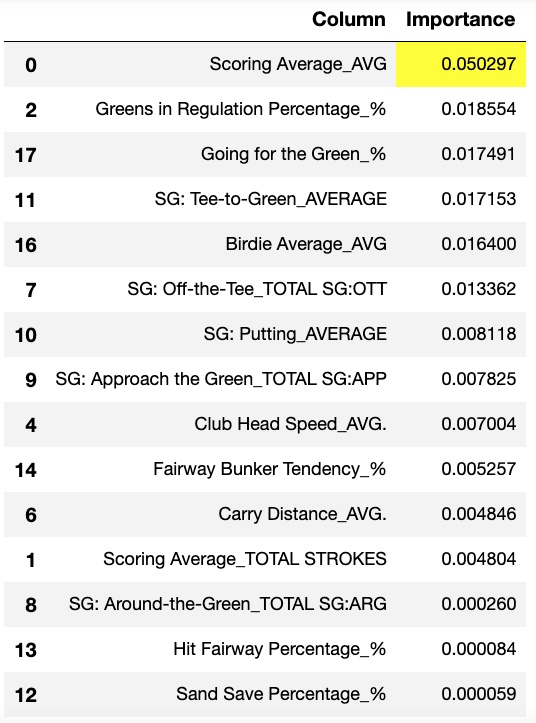 Column Importance
0 Scoring Average_AVG 0.050297
2 Greens in Regulation Percentage_% 0.018554
17 Going for the Green_% 0.017491
11 SG: Tee-to-Green_AVERAGE 0.017153
16 Birdie Average_AVG 0.016400
7 SG: Off-the-Tee_TOTAL SG:OTT 0.013362
10 SG: Putting_AVERAGE 0.008118
9 SG: Approach the Green_TOTAL SG:APP 0.007825
4 Club Head Speed_AVG. 0.007004
14 Fairway Bunker Tendency_% 0.005257
6 Carry Distance_AVG. 0.004846
1 Scoring Average_TOTAL STROKES 0.004804
8 SG: Around-the-Green_TOTAL SG:ARG 0.000260
13 Hit Fairway Percentage_% 0.000084
12 Sand Save Percentage_% 0.000059